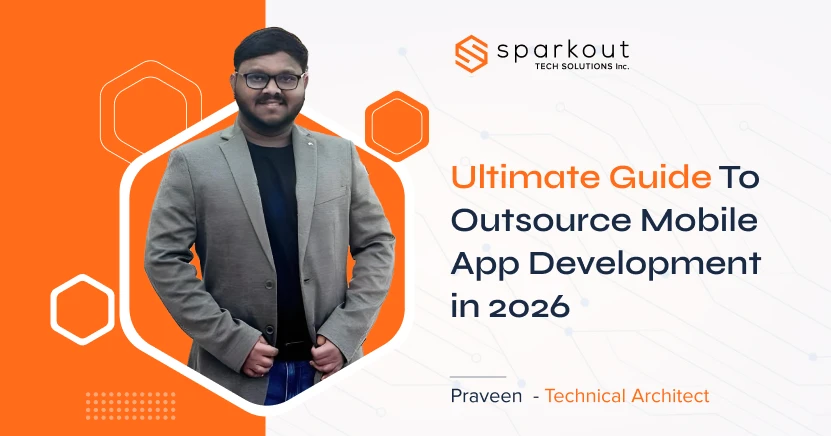 sparkout
TECH SOLUTIONS Inc.
Ultimate Guide To
Outsource Mobile
App Development
in 2026
Praveen - Technical Architect